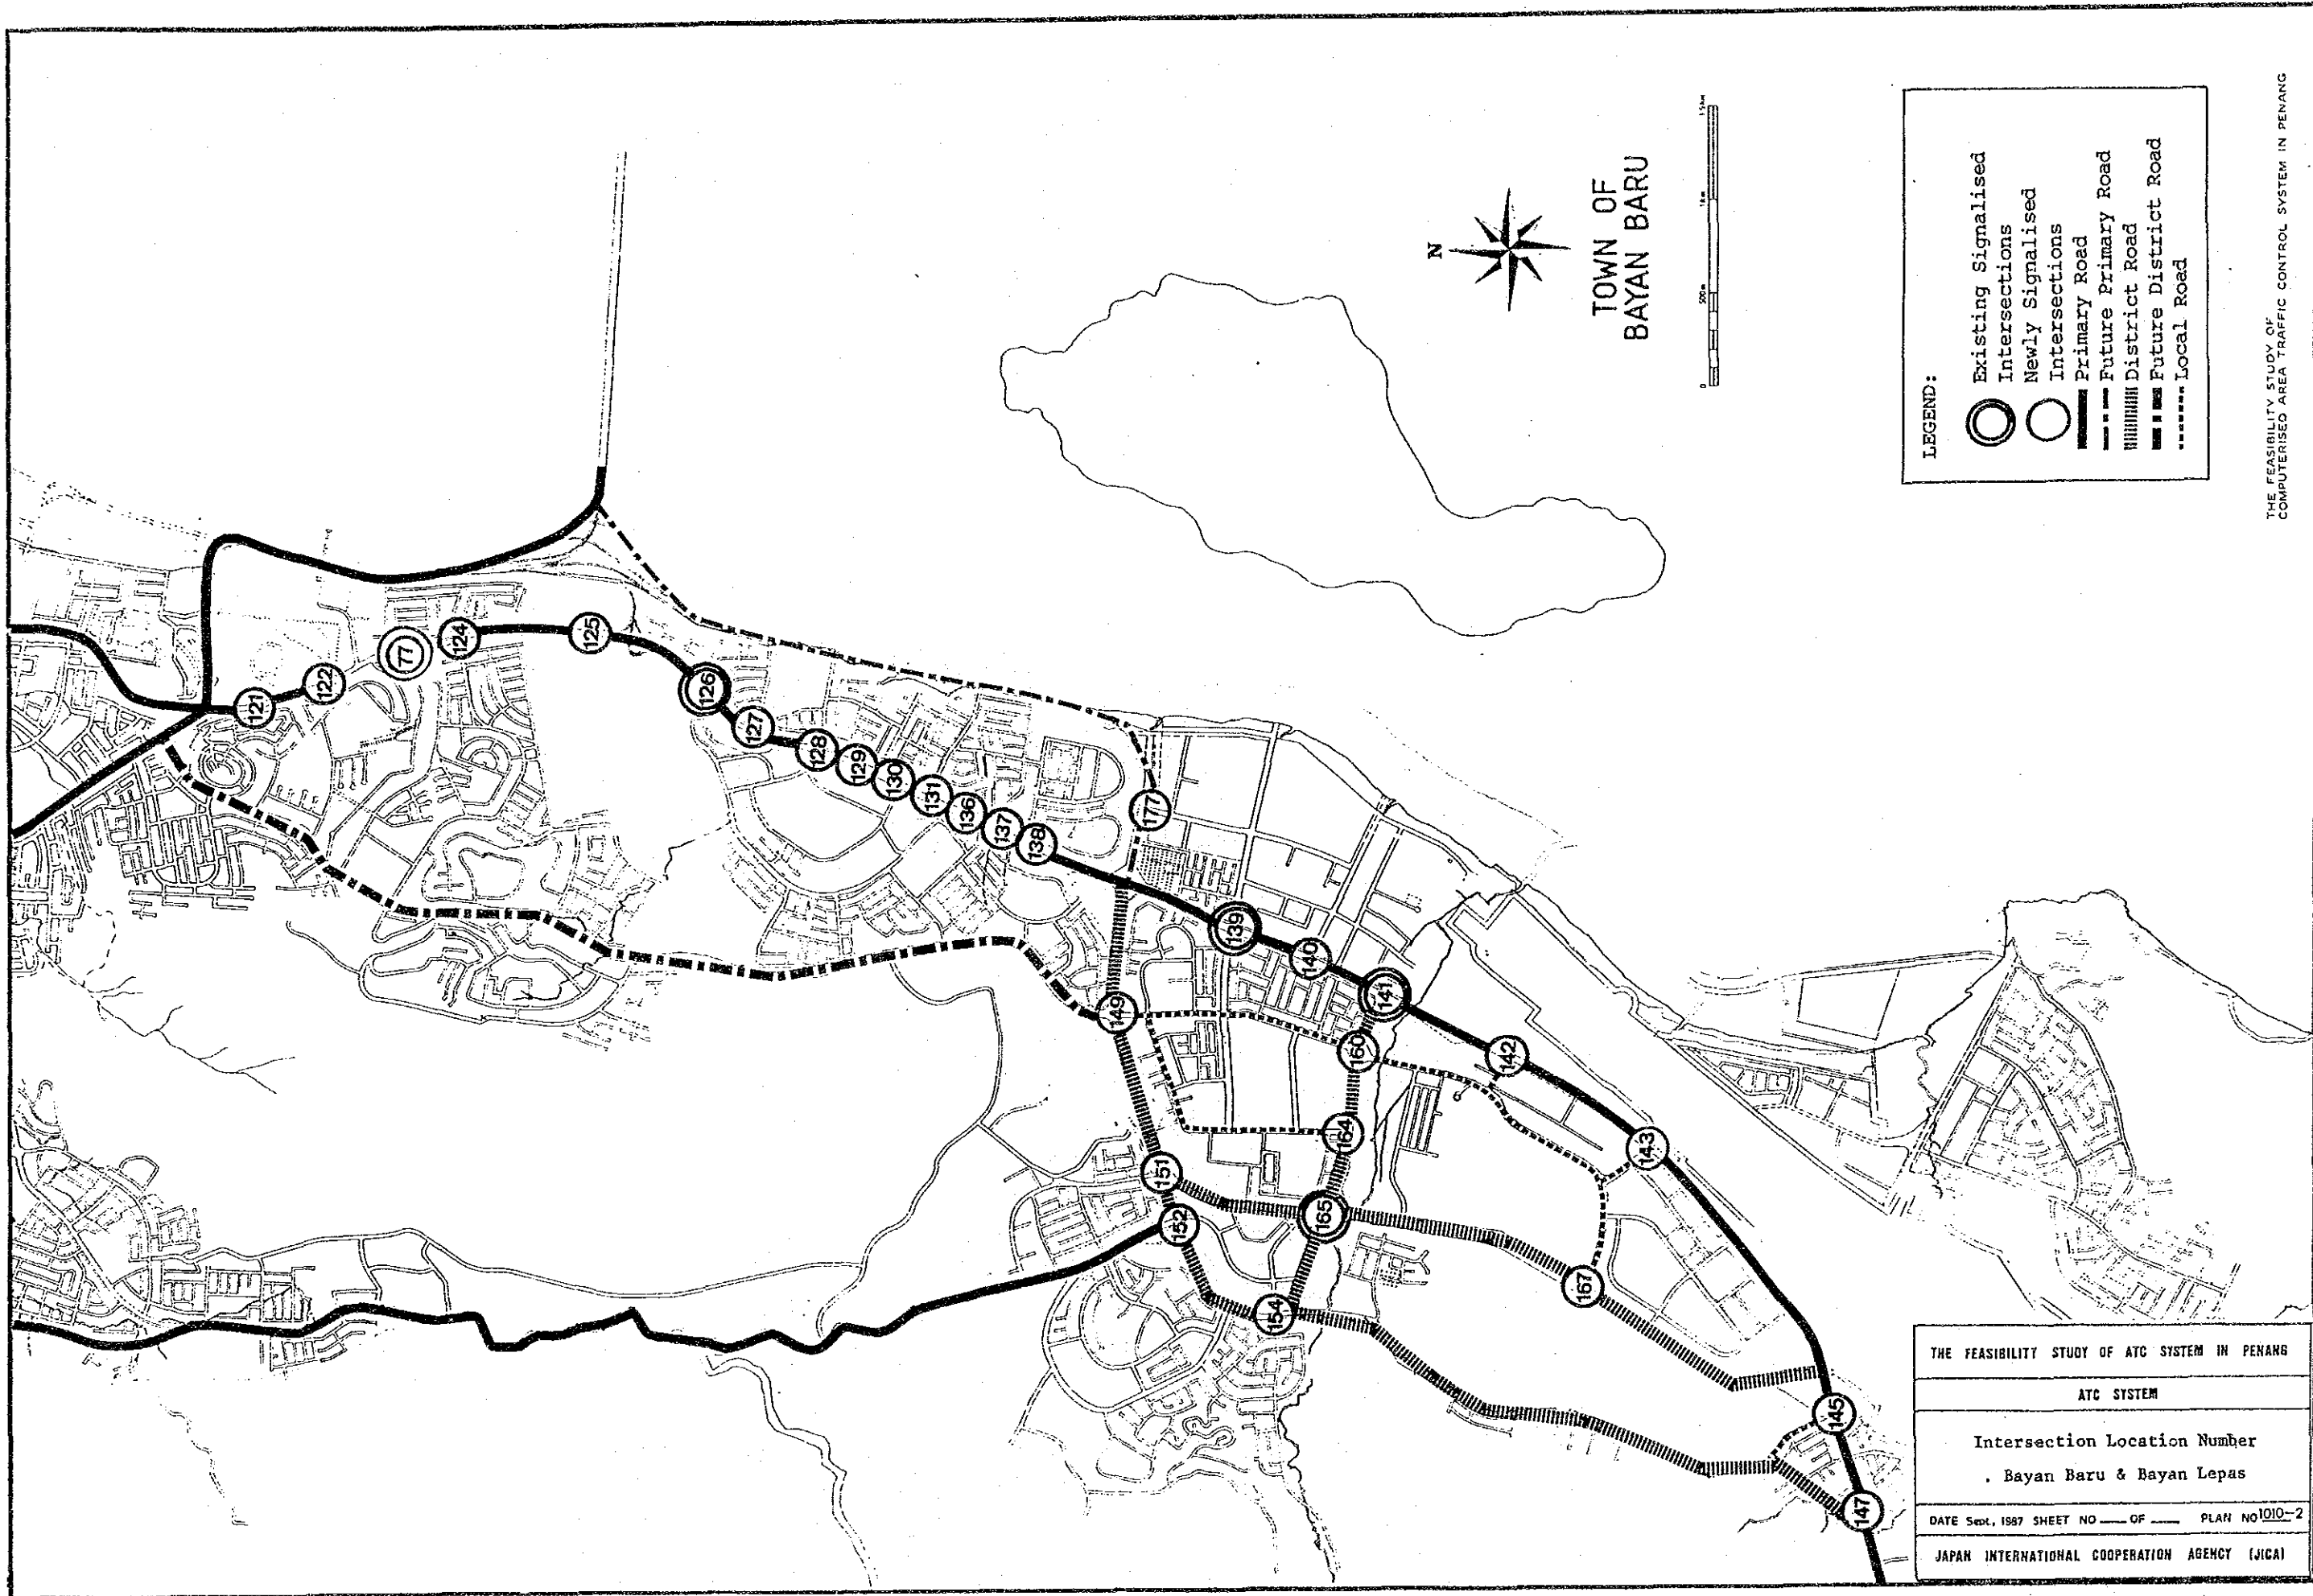 121
122
77
124
125
126
127
128
129
130
131
136
137
138
177
139
140
141
142
143
149
160
164
151
152
165
154
167
145
147
N
TOWN OF
BAYAN BARU
0
500m
1km
1.5km
LEGEND:
Existing Signalised
Intersections
Newly Signalised
Intersections
Primary Road
Future Primary Road
District Road
Future District Road
Local Road
THE FEASIBILITY STUDY OF
COMPUTERISED AREA TRAFFIC CONTROL SYSTEM IN PENANG
THE FEASIBILITY STUDY OF ATC SYSTEM IN PENANG
ATC SYSTEM
Intersection Location Number
. Bayan Baru & Bayan Lepas
DATE Sept., 1987 SHEET NO OF PLAN NO 1010-2
JAPAN INTERNATIONAL COOPERATION AGENCY (JICA)